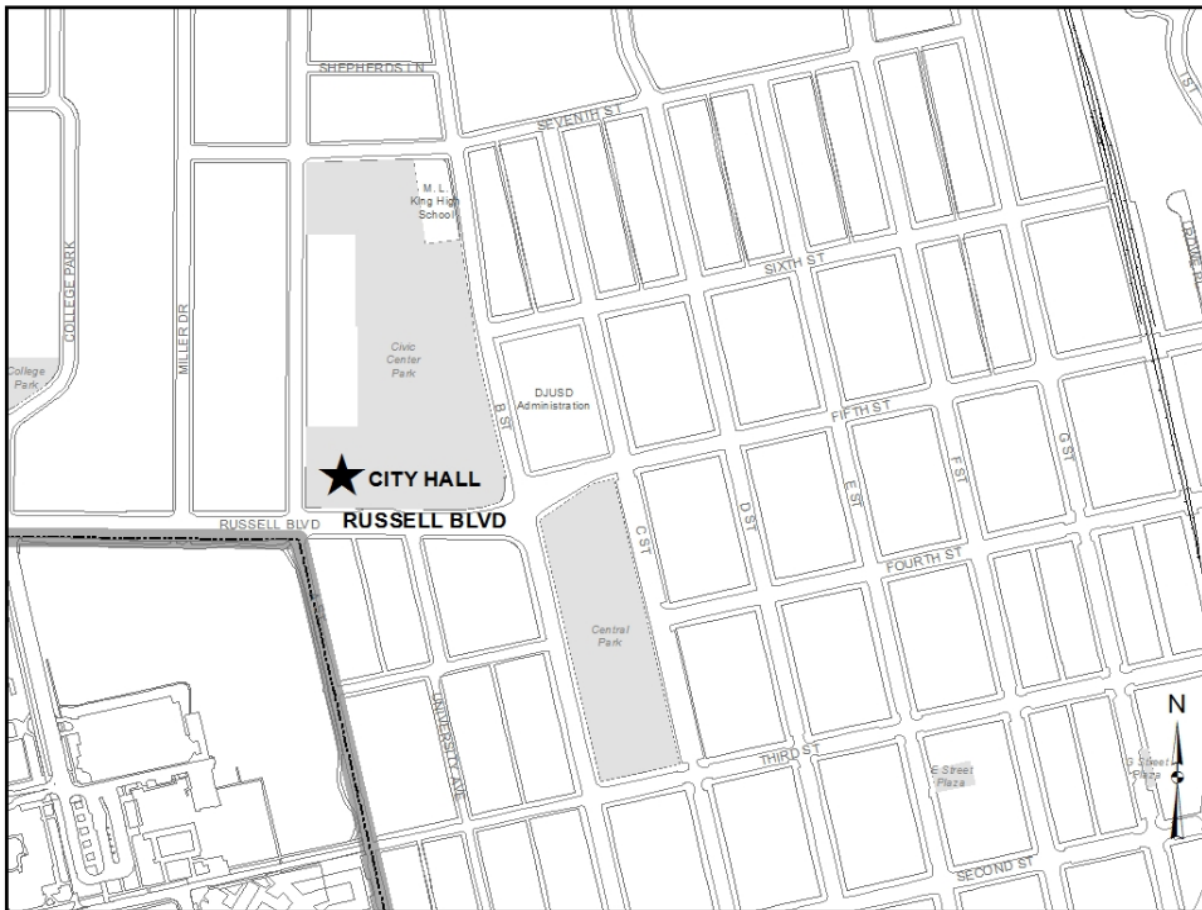 SHEPHERDS LN
SEVENTH ST
M. L.
King High
School
SIXTH ST
COLLEGE PARK
MILLER DR
Civic
Center
Park
College
Park
DJUSD
Administration
B ST
FIFTH ST
CITY HALL
RUSSELL BLVD
RUSSELL BLVD
C ST
D ST
E ST
F ST
G ST
FOURTH ST
Central
Park
UNIVERSITY AVE
THIRD ST
N
E Street
Plaza
G Street
Plaza
SECOND ST